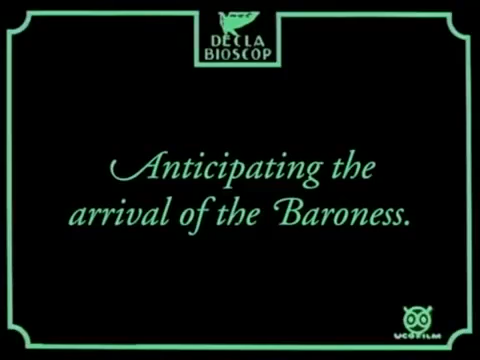 DECLA
BIOSCOP
Anticipating the
arrival of the Baroness.
UCOFILM